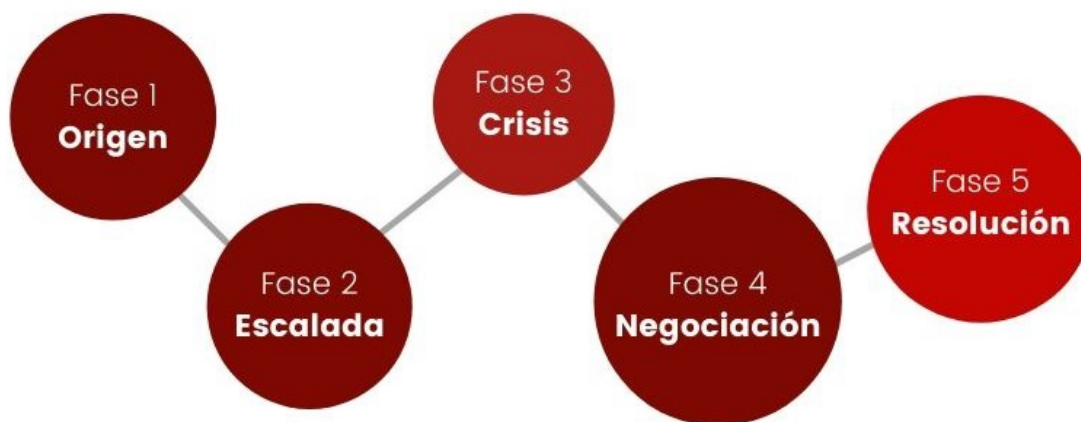 Fase 1
Origen
Fase 2
Escalada
Fase 3
Crisis
Fase 4
Negociación
Fase 5
Resolución